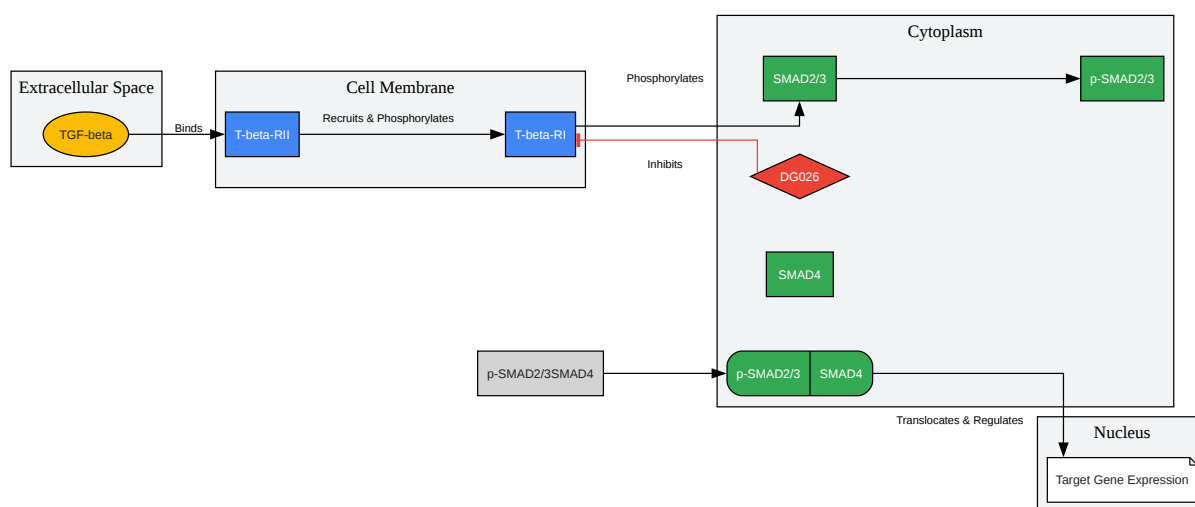 Cytoplasm
Extracellular Space
Cell Membrane
Phosphorylates
SMAD2/3
p-SMAD2/3
TGF-beta
Binds
T-beta-RII
Recruits & Phosphorylates
T-beta-RI
Inhibits
DG026
SMAD4
p-SMAD2/3SMAD4
p-SMAD2/3
SMAD4
Translocates & Regulates
Nucleus
Target Gene Expression